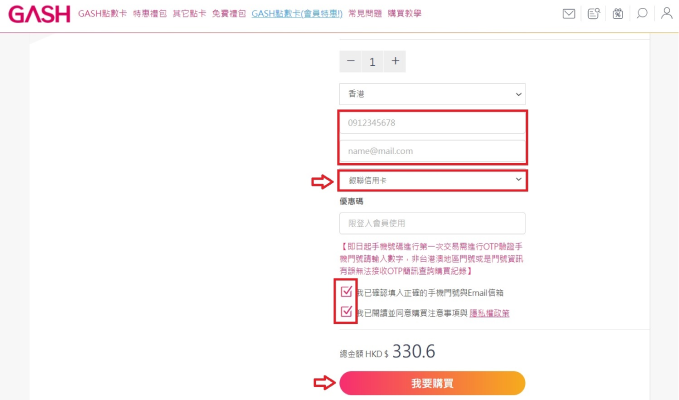 GASH GASH點數卡 特惠禮包 其它點卡 免費禮包 GASH點數卡(會員特惠!) 常見問題 購買教學
− 1 +
香港
0912345678
name@mail.com
銀聯信用卡
優惠碼
限登入會員使用
【即日起手機號碼進行第一次交易需進行OTP驗證手
機門號請輸入數字，非台港澳地區門號或是門號資訊
有誤無法接收OTP簡訊查詢購買記錄】
我已確認填入正確的手機門號與Email信箱
我已閱讀並同意購買注意事項與 隱私權政策
總金額 HKD $ 330.6
我要購買